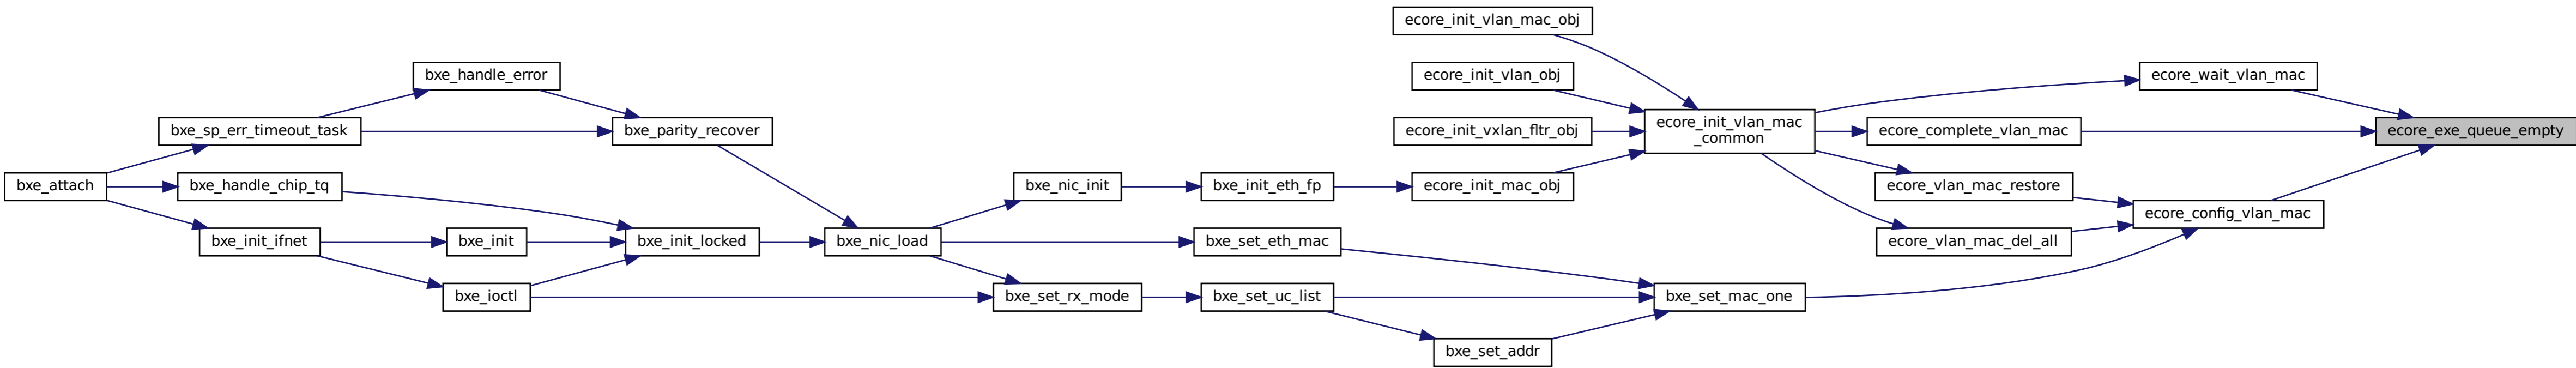 ecore_init_vlan_mac_obj
bxe_handle_error
ecore_init_vlan_obj
ecore_wait_vlan_mac
bxe_sp_err_timeout_task
bxe_parity_recover
ecore_init_vxlan_fltr_obj
ecore_init_vlan_mac
_common
ecore_complete_vlan_mac
ecore_exe_queue_empty
bxe_attach
bxe_handle_chip_tq
bxe_nic_init
bxe_init_eth_fp
ecore_init_mac_obj
ecore_vlan_mac_restore
ecore_config_vlan_mac
bxe_init_ifnet
bxe_init
bxe_init_locked
bxe_nic_load
bxe_set_eth_mac
ecore_vlan_mac_del_all
bxe_ioctl
bxe_set_rx_mode
bxe_set_uc_list
bxe_set_mac_one
bxe_set_addr